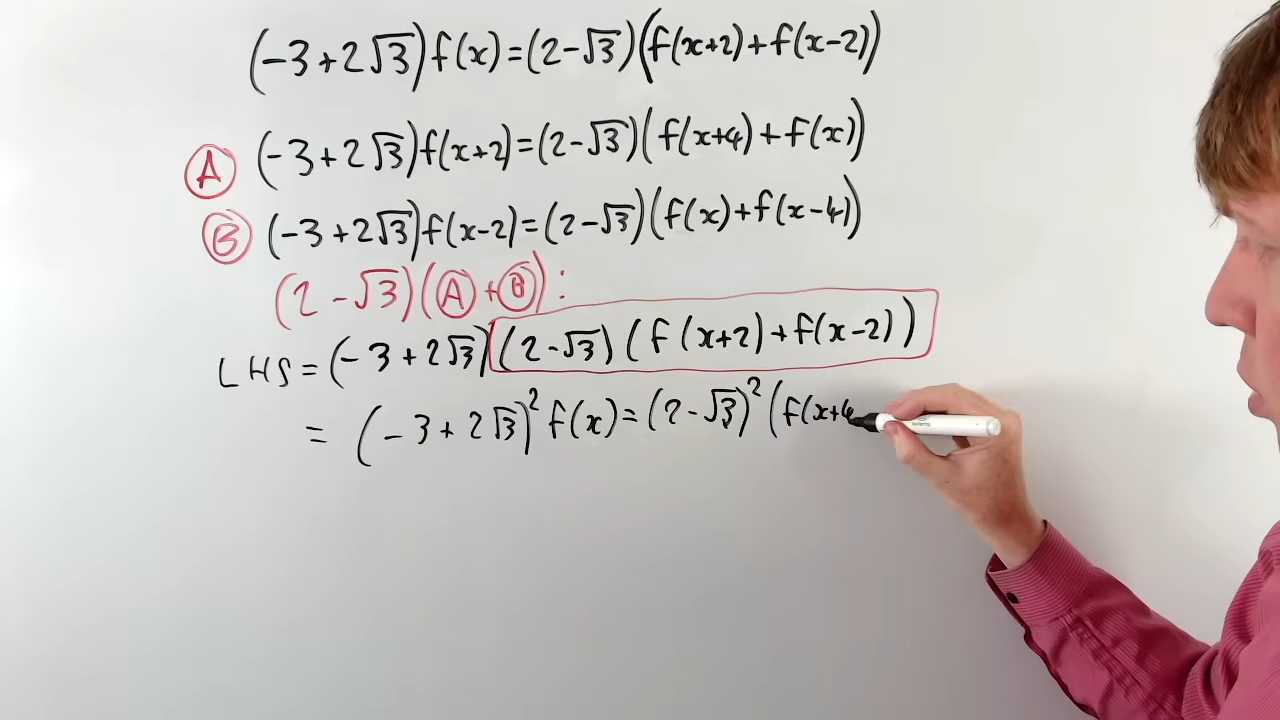 (-3+2√3)f(x)=(2-√3)(f(x+2)+f(x-2))
A (-3+2√3)f(x+2)=(2-√3)(f(x+4)+f(x))
B (-3+2√3)f(x-2)=(2-√3)(f(x)+f(x-4))
(2-√3)(A+B):
LHS=(-3+2√3)(2-√3)(f(x+2)+f(x-2))
=(-3+2√3)²f(x)=(2-√3)²(f(x+4